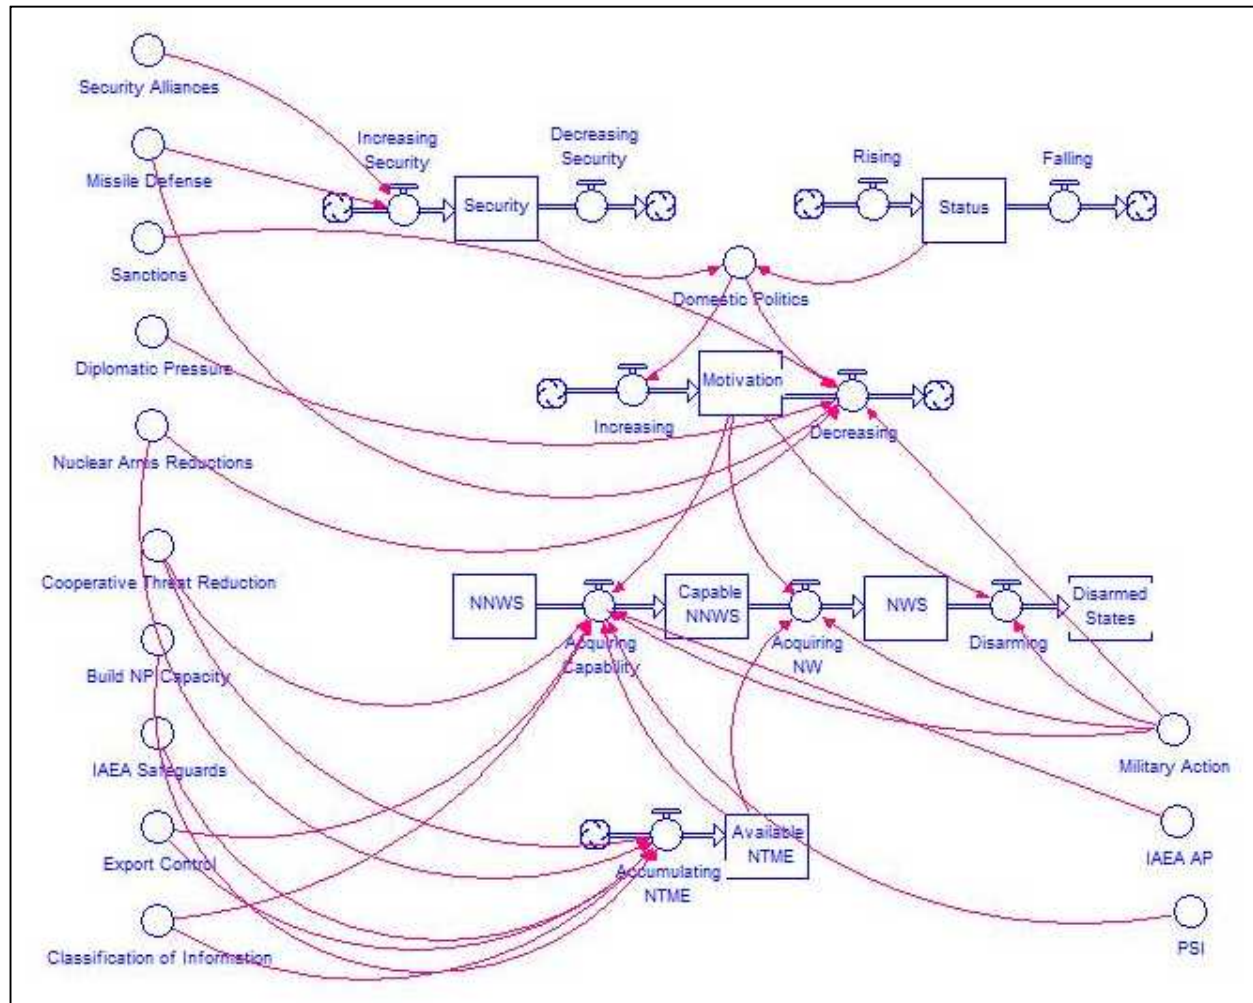 Security Alliances
Increasing
Security
Decreasing
Security
Rising
Falling
Missile Defense
Security
Status
Sanctions
Domestic Politics
Diplomatic Pressure
Motivation
Increasing
Decreasing
Nuclear Arms Reductions
Cooperative Threat Reduction
NNWS
Capable
NNWS
NWS
Disarmed
States
Acquiring
Capability
Acquiring
NW
Disarming
Build NP Capacity
IAEA Safeguards
Military Action
Export Control
Available
NTME
IAEA AP
Accumulating
NTME
Classification of Information
PSI